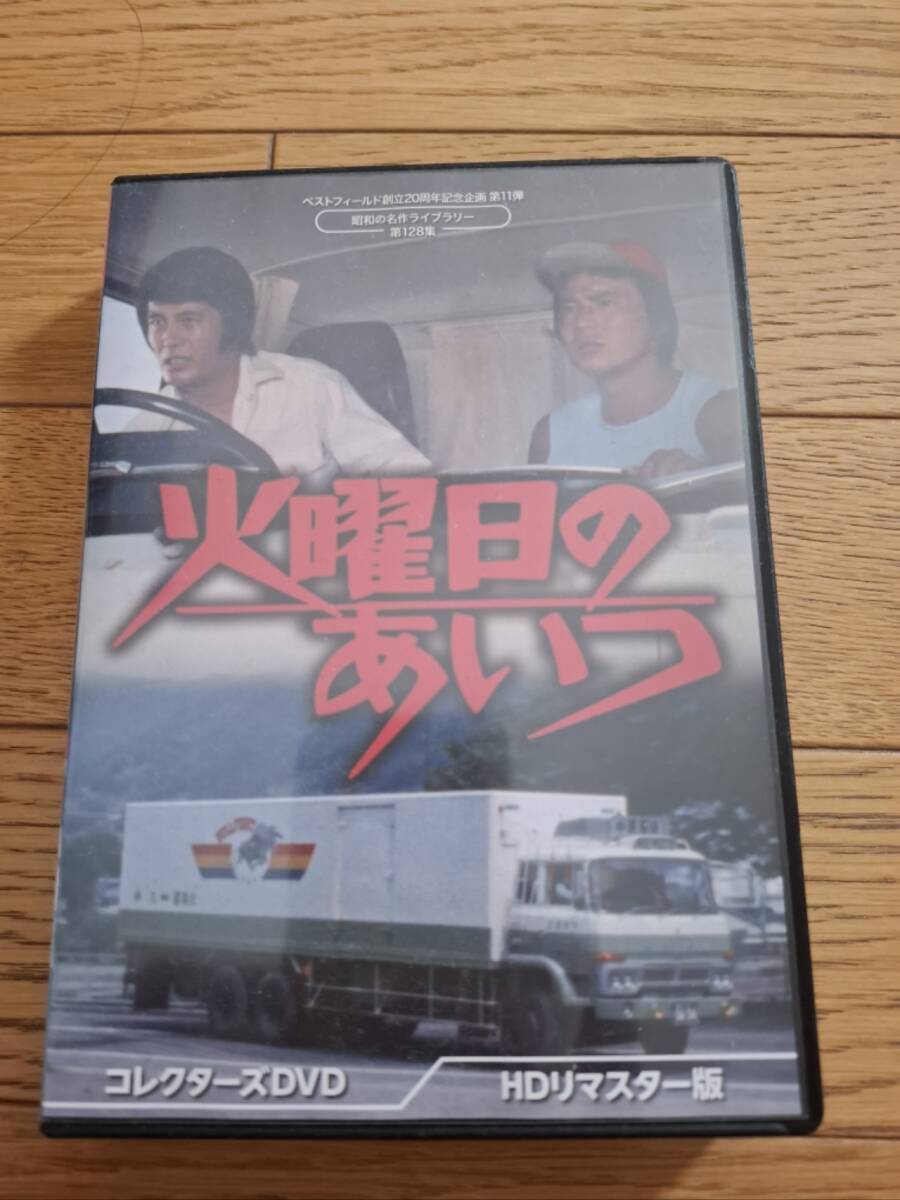 ベストフィールド創立20周年記念企画 第11弾
昭和の名作ライブラリー
第128集
火曜日の
あいつ
コレクターズDVD
HDリマスター版